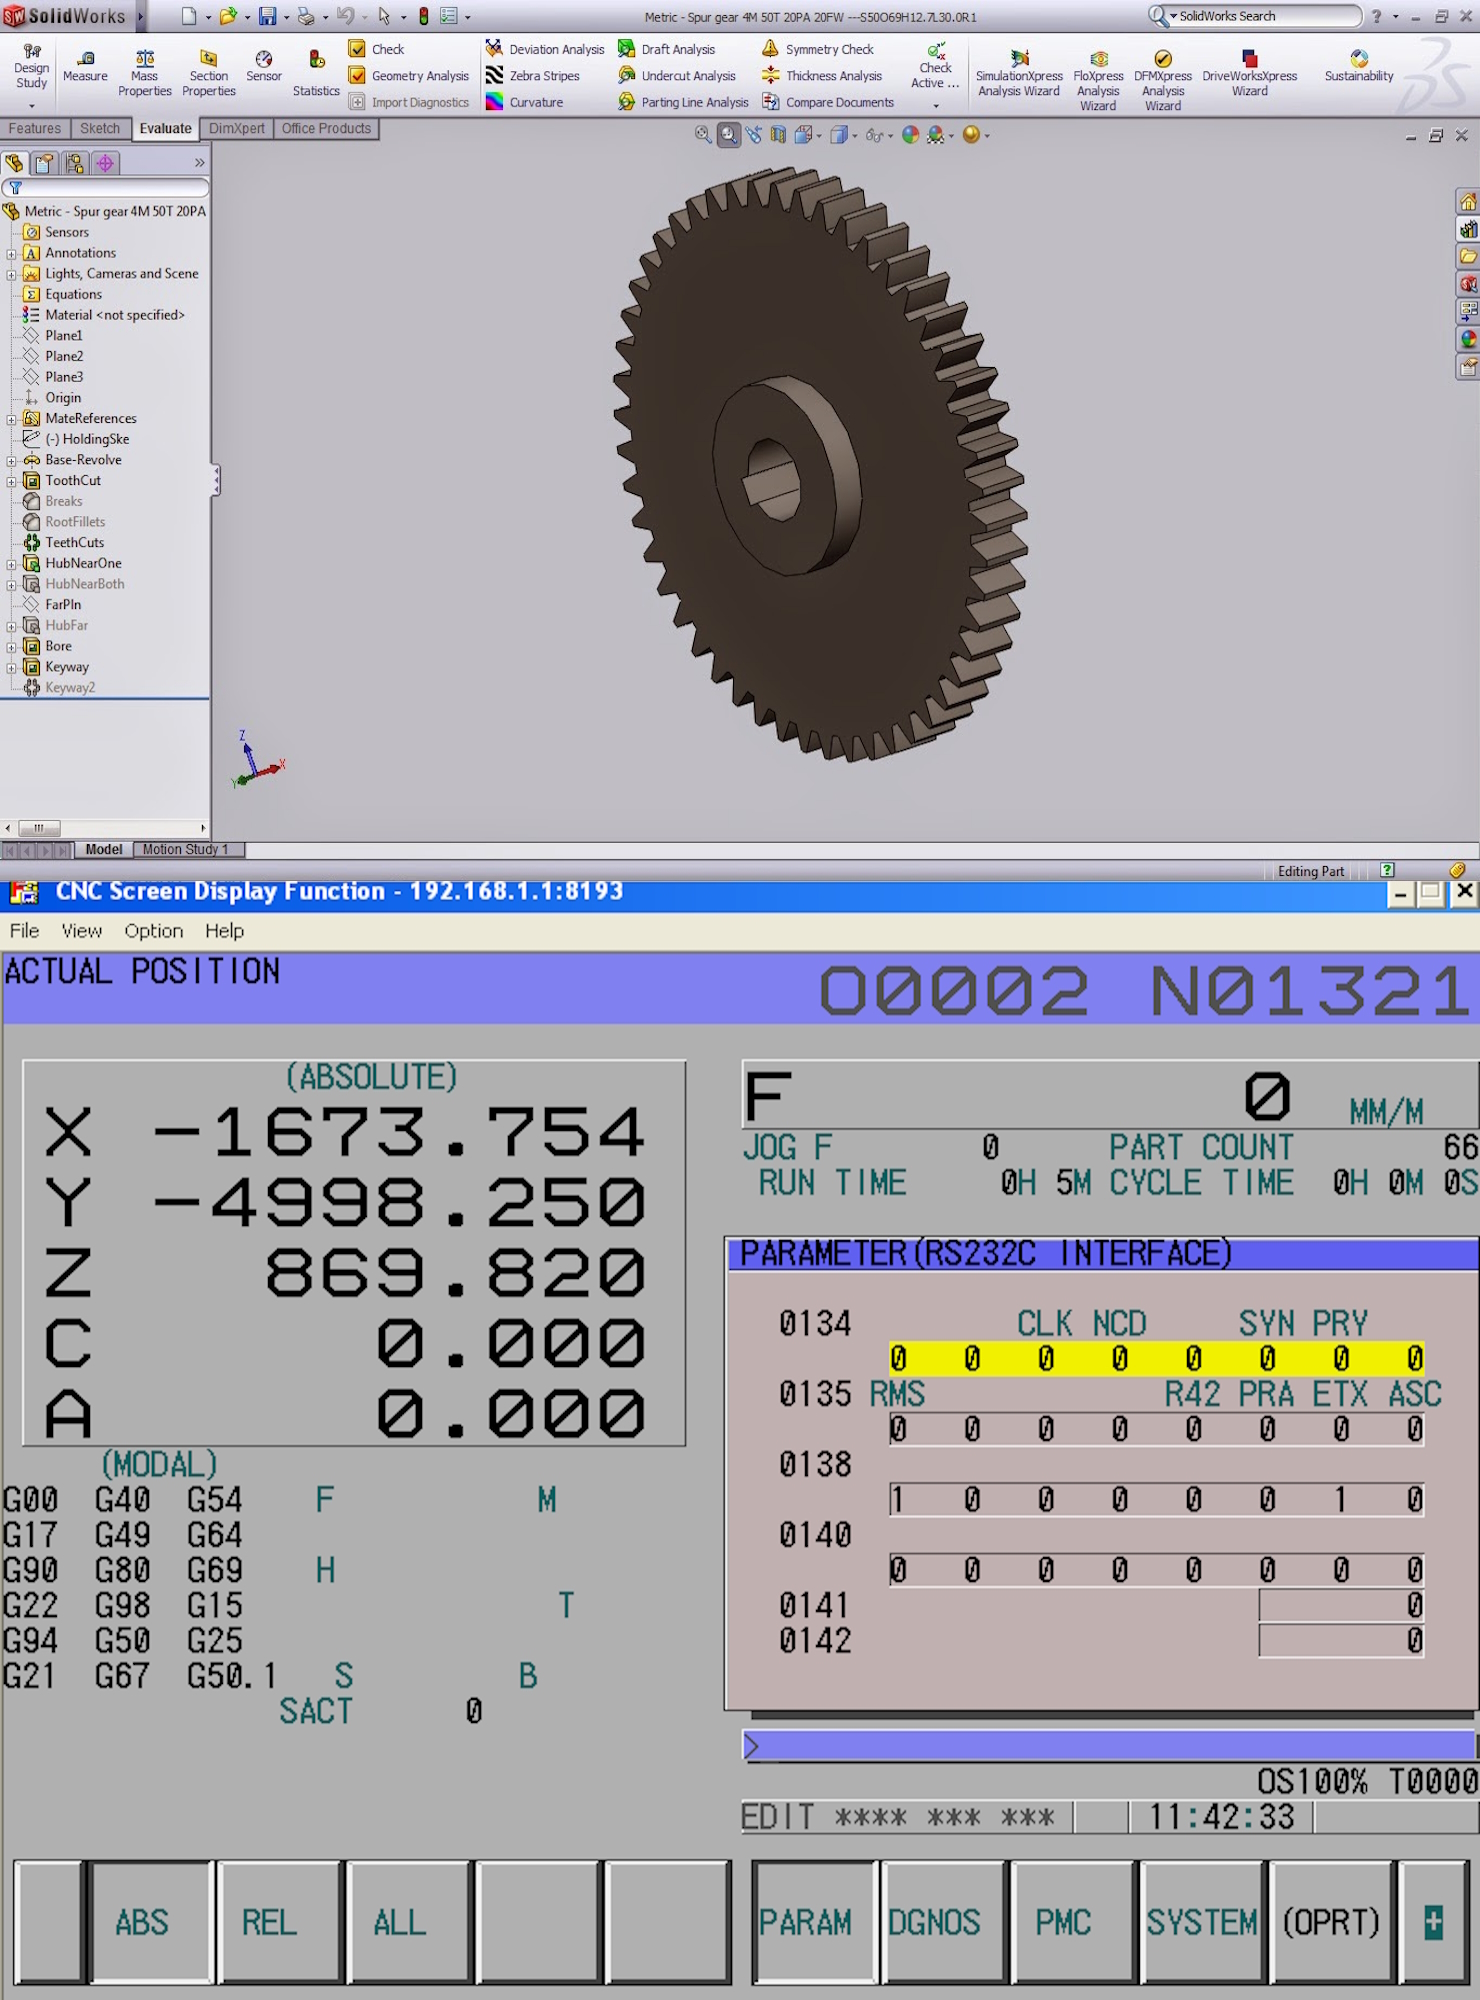 SolidWorks
Metric - Spur gear 4M 50T 20PA 20FW ---S50O69H12.7L30.0R1
SolidWorks Search
Design Study
Measure
Mass Properties
Section Properties
Sensor
Statistics
Check
Geometry Analysis
Import Diagnostics
Deviation Analysis
Zebra Stripes
Curvature
Draft Analysis
Undercut Analysis
Parting Line Analysis
Symmetry Check
Thickness Analysis
Compare Documents
Check Active ...
SimulationXpress Analysis Wizard
FloXpress Analysis Wizard
DFMXpress Analysis Wizard
DriveWorksXpress Wizard
Sustainability
Features Sketch Evaluate DimXpert Office Products
Metric - Spur gear 4M 50T 20PA
Sensors
Annotations
Lights, Cameras and Scene
Equations
Material <not specified>
Plane1
Plane2
Plane3
Origin
MateReferences
(-) HoldingSke
Base-Revolve
ToothCut
Breaks
RootFillets
TeethCuts
HubNearOne
HubNearBoth
FarPln
HubFar
Bore
Keyway
Keyway2
Z
X
Y
Model Motion Study 1
Editing Part
CNC Screen Display Function - 192.168.1.1:8193
File View Option Help
ACTUAL POSITION O0002 N01321
(ABSOLUTE)
X -1673.754
Y -4998.250
Z 869.820
C 0.000
A 0.000
(MODAL)
G00 G40 G54 F M
G17 G49 G64
G90 G80 G69 H
G22 G98 G15 T
G94 G50 G25
G21 G67 G50.1 S B
SACT 0
F 0 MM/M
JOG F 0 PART COUNT 66
RUN TIME 0H 5M CYCLE TIME 0H 0M 0S
PARAMETER(RS232C INTERFACE)
0134 CLK NCD SYN PRY
0 0 0 0 0 0 0 0
0135 RMS R42 PRA ETX ASC
0 0 0 0 0 0 0 0
0138
1 0 0 0 0 0 1 0
0140
0 0 0 0 0 0 0 0
0141 0
0142 0
>
OS100% T0000
EDIT **** *** *** 11:42:33
ABS REL ALL PARAM DGNOS PMC SYSTEM (OPRT) +